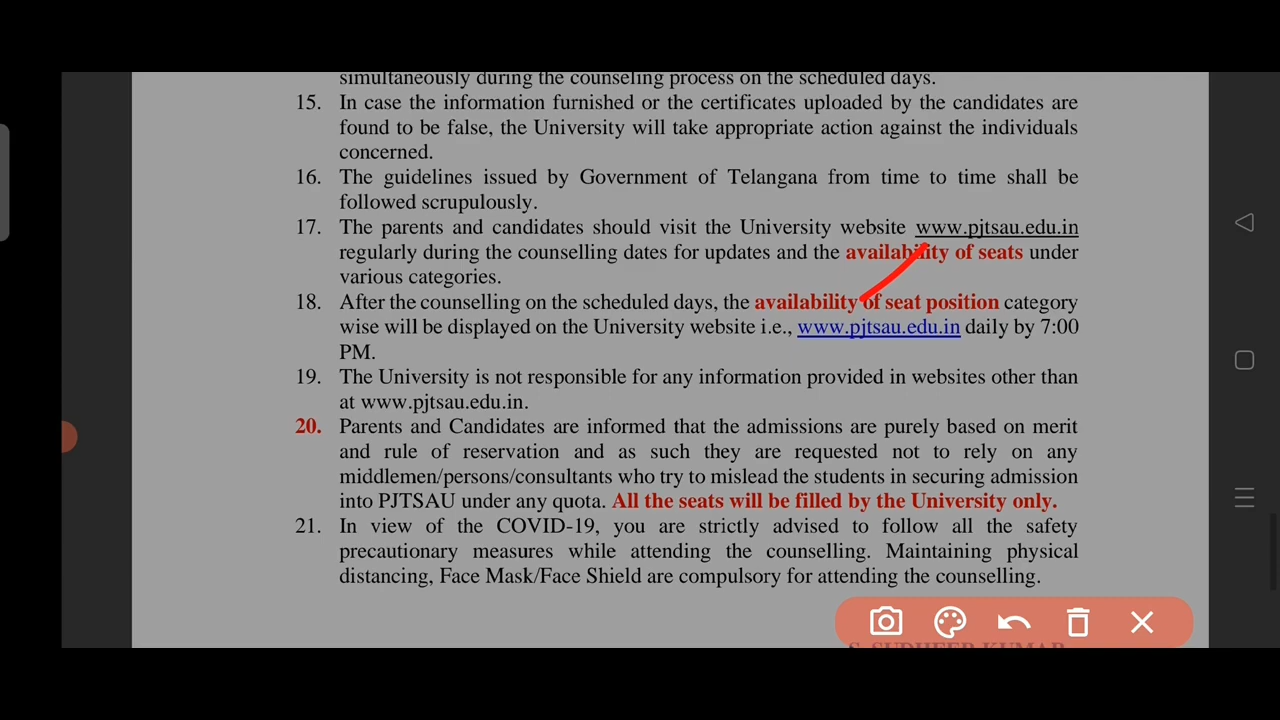 simultaneously during the counseling process on the scheduled days.
15. In case the information furnished or the certificates uploaded by the candidates are
found to be false, the University will take appropriate action against the individuals
concerned.
16. The guidelines issued by Government of Telangana from time to time shall be
followed scrupulously.
17. The parents and candidates should visit the University website www.pjtsau.edu.in
regularly during the counselling dates for updates and the availability of seats under
various categories.
18. After the counselling on the scheduled days, the availability of seat position category
wise will be displayed on the University website i.e., www.pjtsau.edu.in daily by 7:00
PM.
19. The University is not responsible for any information provided in websites other than
at www.pjtsau.edu.in.
20. Parents and Candidates are informed that the admissions are purely based on merit
and rule of reservation and as such they are requested not to rely on any
middlemen/persons/consultants who try to mislead the students in securing admission
into PJTSAU under any quota. All the seats will be filled by the University only.
21. In view of the COVID-19, you are strictly advised to follow all the safety
precautionary measures while attending the counselling. Maintaining physical
distancing, Face Mask/Face Shield are compulsory for attending the counselling.
S. SUDHEER KUMAR